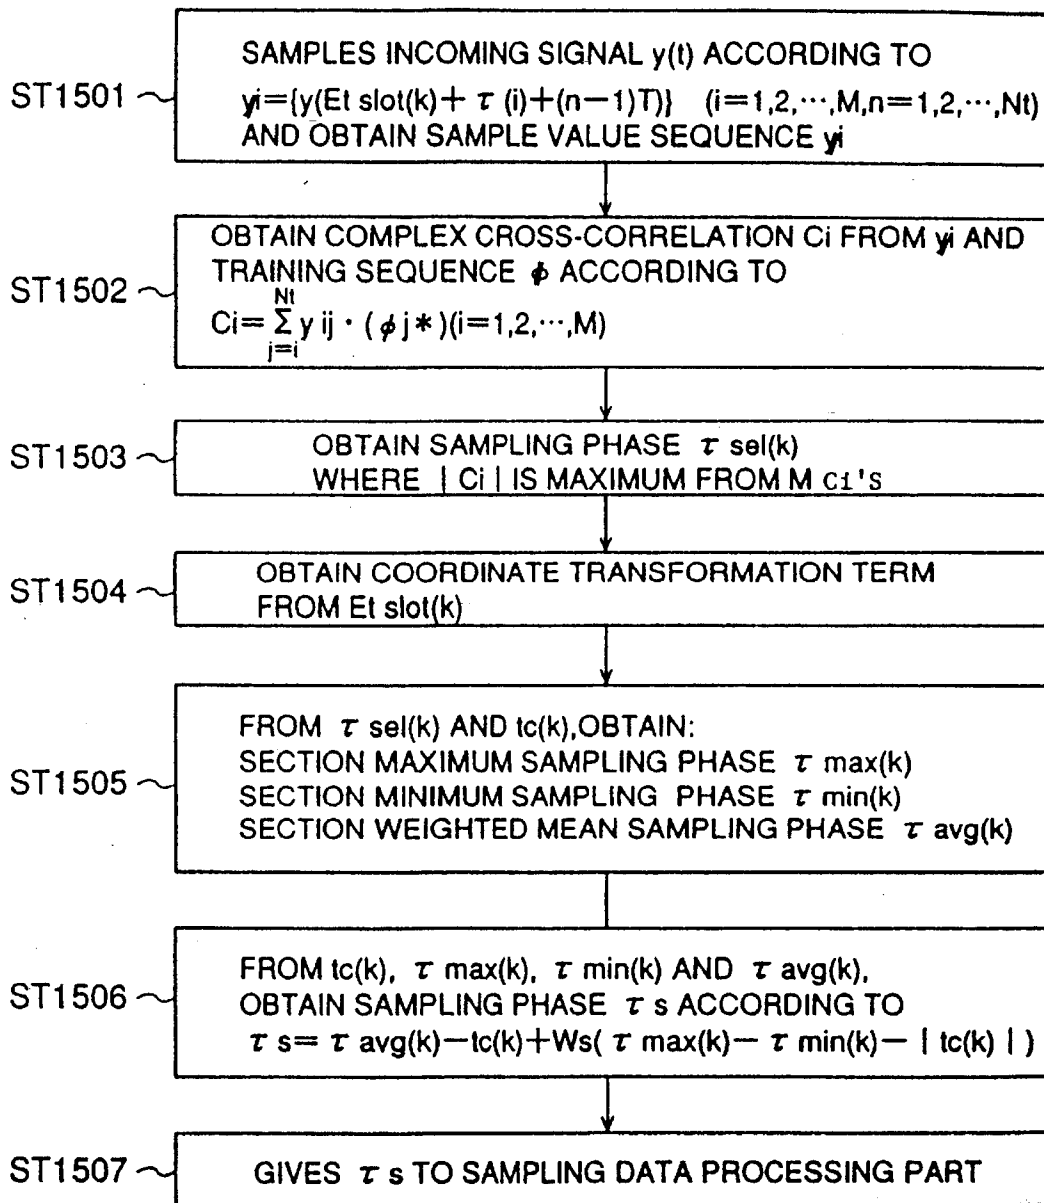 SAMPLES INCOMING SIGNAL y(t) ACCORDING TO
ST1501
yi={y(Et slot(k)+ τ (i)+(n−1)T)} (i=1,2,⋯,M,n=1,2,⋯,Nt)
AND OBTAIN SAMPLE VALUE SEQUENCE yi
OBTAIN COMPLEX CROSS-CORRELATION Ci FROM yi AND
TRAINING SEQUENCE ϕ ACCORDING TO
ST1502
Nt
Ci= Σ y ij · ( ϕ j *)(i=1,2,⋯,M)
j=i
ST1503
OBTAIN SAMPLING PHASE τ sel(k)
WHERE | Ci | IS MAXIMUM FROM M Ci'S
ST1504
OBTAIN COORDINATE TRANSFORMATION TERM
FROM Et slot(k)
FROM τ sel(k) AND tc(k),OBTAIN:
SECTION MAXIMUM SAMPLING PHASE τ max(k)
ST1505
SECTION MINIMUM SAMPLING PHASE τ min(k)
SECTION WEIGHTED MEAN SAMPLING PHASE τ avg(k)
FROM tc(k), τ max(k), τ min(k) AND τ avg(k),
ST1506
OBTAIN SAMPLING PHASE τ s ACCORDING TO
τ s= τ avg(k)−tc(k)+Ws( τ max(k)− τ min(k)− | tc(k) | )
ST1507
GIVES τ s TO SAMPLING DATA PROCESSING PART